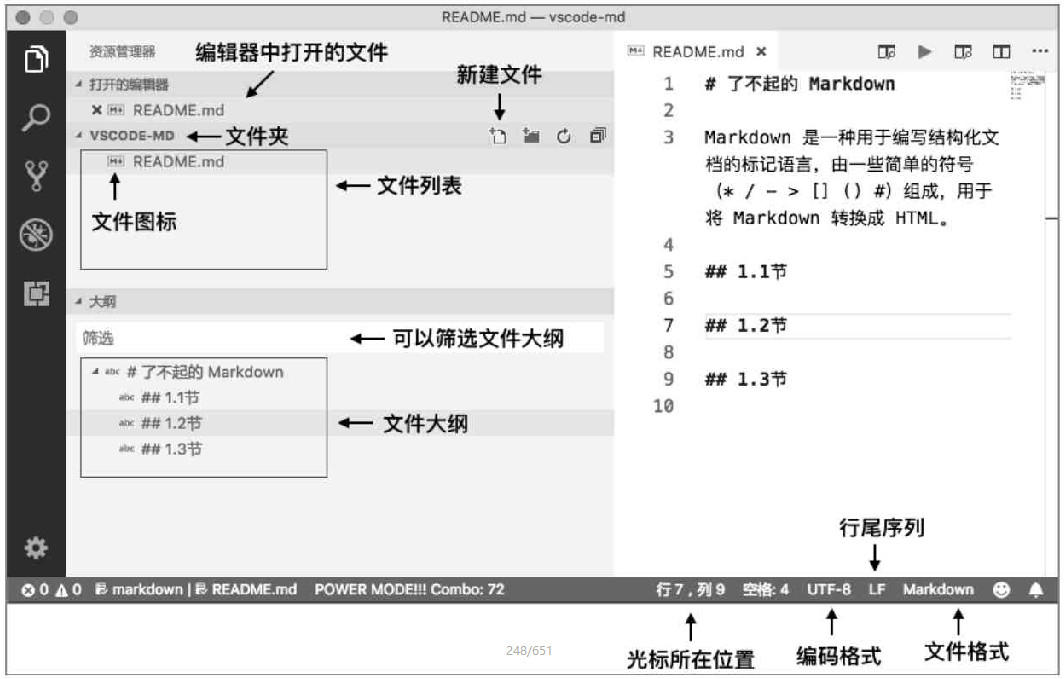 README.md — vscode-md
资源管理器
编辑器中打开的文件
README.md ×
打开的编辑器
新建文件
× M↓ README.md
VSCODE-MD
文件夹
M↓ README.md
文件列表
文件图标
大纲
筛选
可以筛选文件大纲
abc # 了不起的 Markdown
abc ## 1.1节
abc ## 1.2节
文件大纲
abc ## 1.3节
1 # 了不起的 Markdown
2
3 Markdown 是一种用于编写结构化文
档的标记语言，由一些简单的符号
（* / - > [] () #）组成，用于
将 Markdown 转换成 HTML。
4
5 ## 1.1节
6
7 ## 1.2节
8
9 ## 1.3节
10
行尾序列
0 0 markdown | README.md POWER MODE!!! Combo: 72 行 7，列 9 空格: 4 UTF-8 LF Markdown
光标所在位置
编码格式
文件格式
248/651